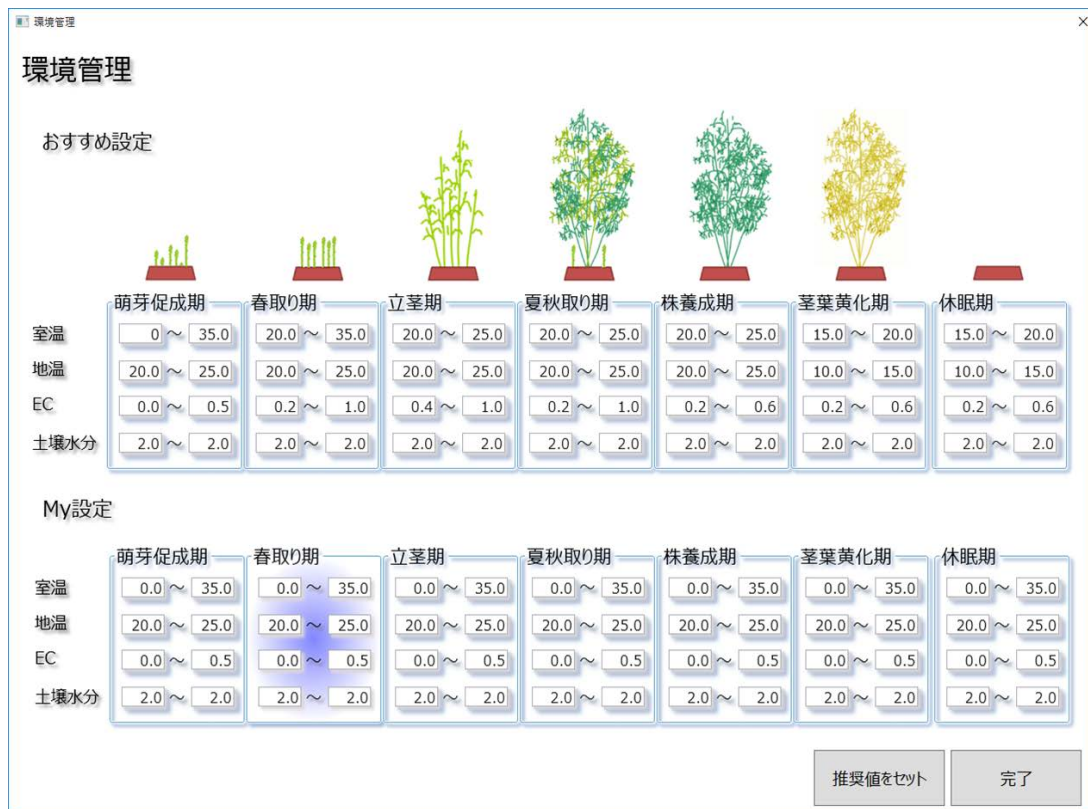 環境管理
環境管理
おすすめ設定
萌芽促成期 春取り期 立茎期 夏秋取り期 株養成期 茎葉黄化期 休眠期
室温 0 ～ 35.0 20.0 ～ 35.0 20.0 ～ 25.0 20.0 ～ 25.0 20.0 ～ 25.0 15.0 ～ 20.0 15.0 ～ 20.0
地温 20.0 ～ 25.0 20.0 ～ 25.0 20.0 ～ 25.0 20.0 ～ 25.0 20.0 ～ 25.0 10.0 ～ 15.0 10.0 ～ 15.0
EC 0.0 ～ 0.5 0.2 ～ 1.0 0.4 ～ 1.0 0.2 ～ 1.0 0.2 ～ 0.6 0.2 ～ 0.6 0.2 ～ 0.6
土壌水分 2.0 ～ 2.0 2.0 ～ 2.0 2.0 ～ 2.0 2.0 ～ 2.0 2.0 ～ 2.0 2.0 ～ 2.0 2.0 ～ 2.0
My設定
萌芽促成期 春取り期 立茎期 夏秋取り期 株養成期 茎葉黄化期 休眠期
室温 0.0 ～ 35.0 0.0 ～ 35.0 0.0 ～ 35.0 0.0 ～ 35.0 0.0 ～ 35.0 0.0 ～ 35.0 0.0 ～ 35.0
地温 20.0 ～ 25.0 20.0 ～ 25.0 20.0 ～ 25.0 20.0 ～ 25.0 20.0 ～ 25.0 20.0 ～ 25.0 20.0 ～ 25.0
EC 0.0 ～ 0.5 0.0 ～ 0.5 0.0 ～ 0.5 0.0 ～ 0.5 0.0 ～ 0.5 0.0 ～ 0.5 0.0 ～ 0.5
土壌水分 2.0 ～ 2.0 2.0 ～ 2.0 2.0 ～ 2.0 2.0 ～ 2.0 2.0 ～ 2.0 2.0 ～ 2.0 2.0 ～ 2.0
推奨値をセット 完了